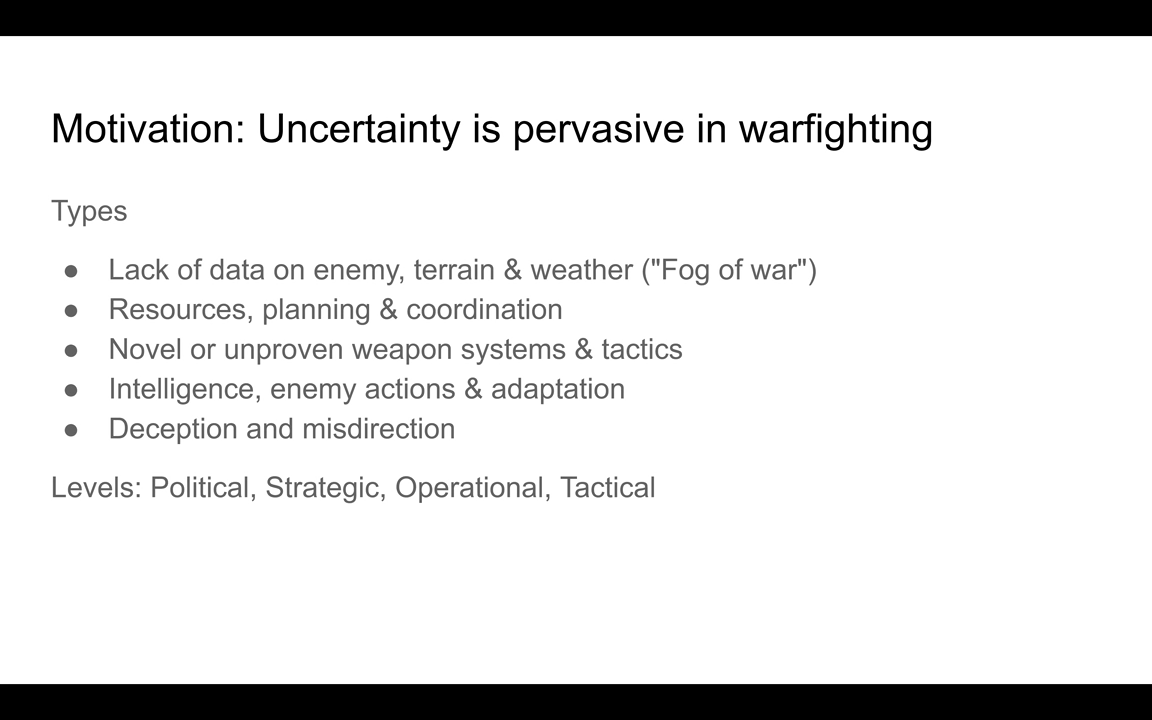 Motivation: Uncertainty is pervasive in warfighting
Types
● Lack of data on enemy, terrain & weather ("Fog of war")
● Resources, planning & coordination
● Novel or unproven weapon systems & tactics
● Intelligence, enemy actions & adaptation
● Deception and misdirection
Levels: Political, Strategic, Operational, Tactical